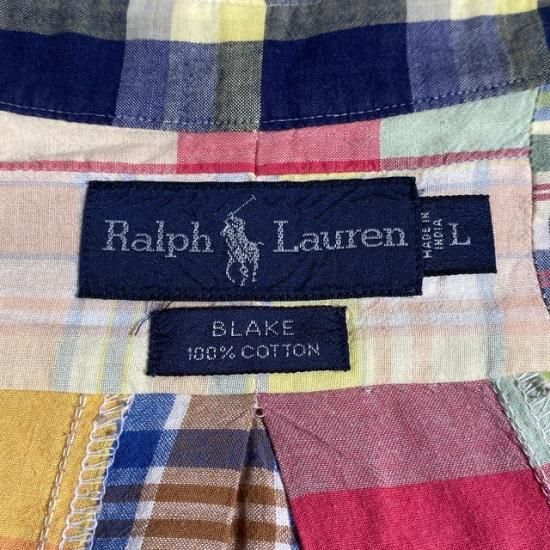 Ralph Lauren
MADE IN
INDIA
L
BLAKE
100% COTTON